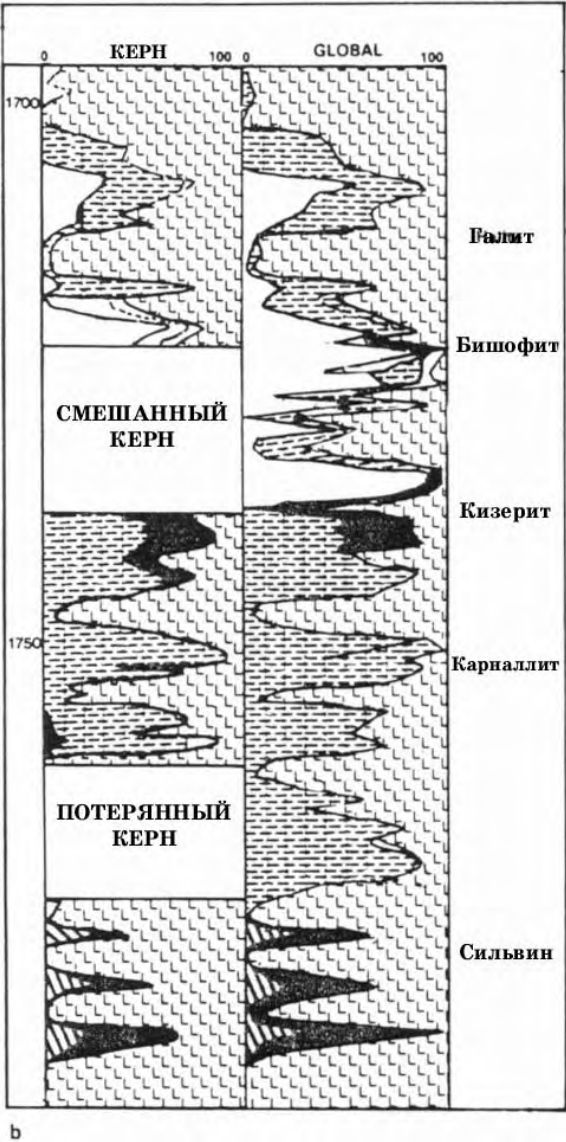 КЕРН GLOBAL
0 100 0 100
1700
Галит
Бишофит
СМЕШАННЫЙ
КЕРН
Кизерит
1750
Карналлит
ПОТЕРЯННЫЙ
КЕРН
Сильвин
b